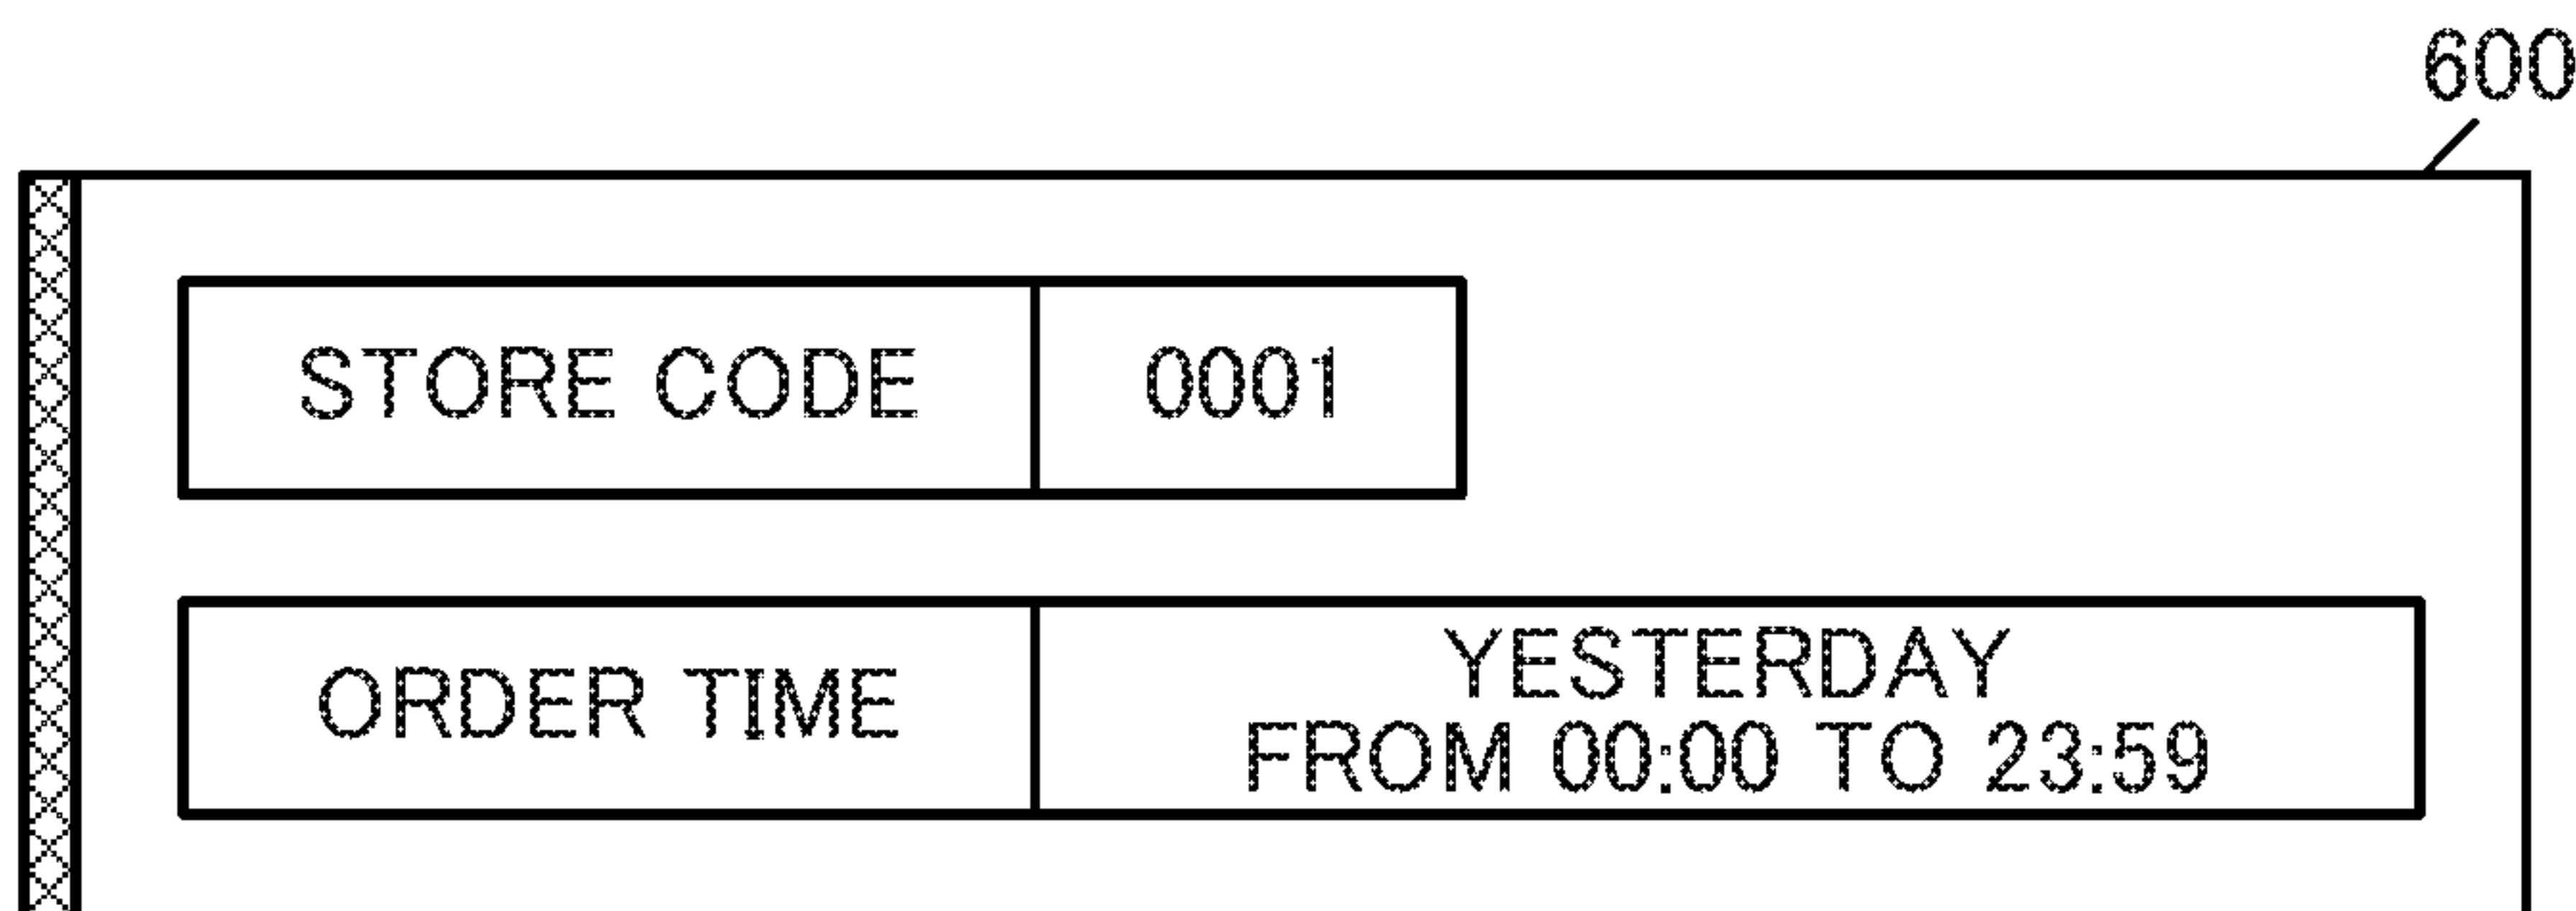 600
STORE CODE 0001
ORDER TIME
YESTERDAY
FROM 00:00 TO 23:59